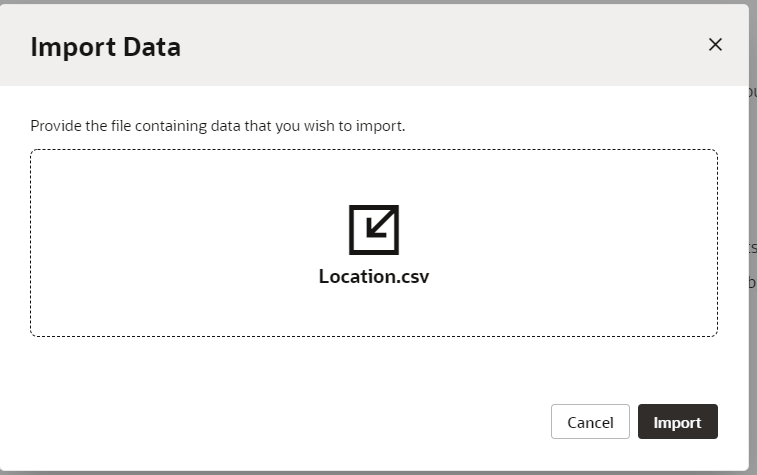 Import Data
Provide the file containing data that you wish to import.
Location.csv
Cancel
Import